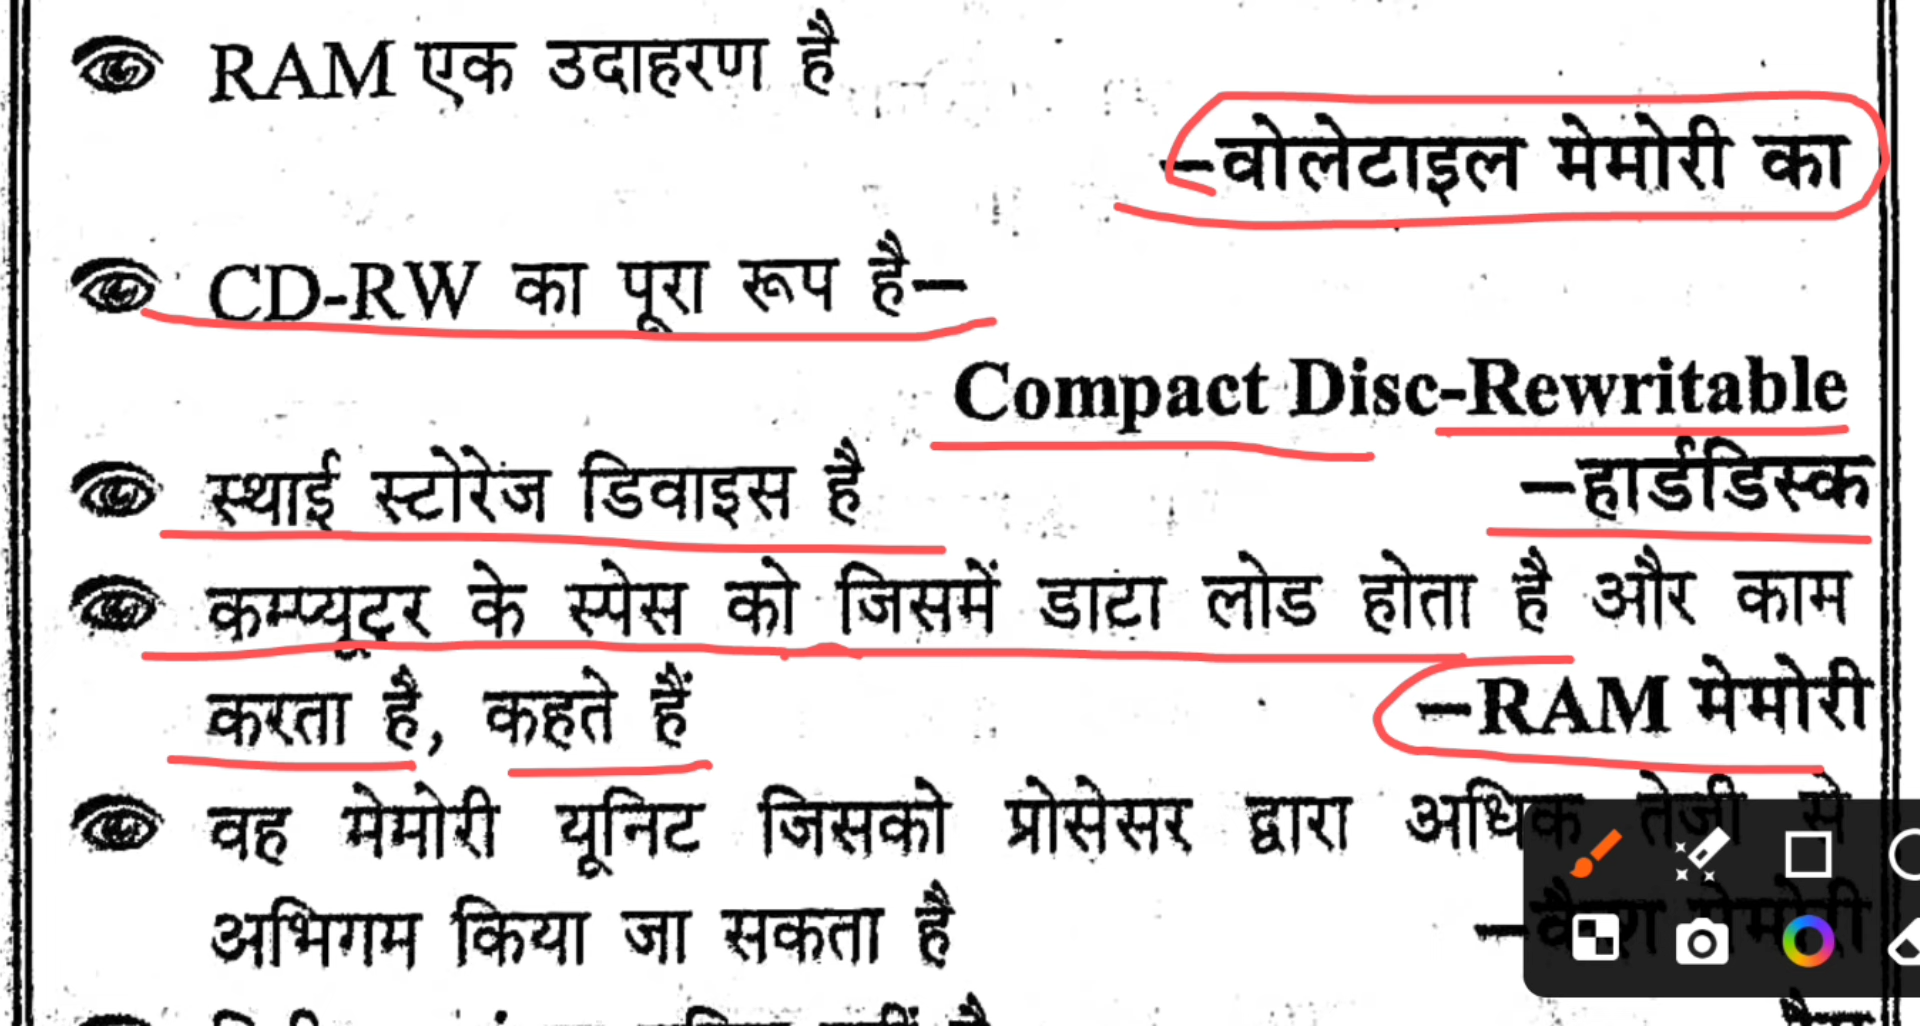 RAM एक उदाहरण है
–वोलेटाइल मेमोरी का
CD-RW का पूरा रूप है–
Compact Disc-Rewritable
स्थाई स्टोरेज डिवाइस है –हार्डडिस्क
कम्प्यूटर के स्पेस को जिसमें डाटा लोड होता है और काम
करता है, कहते हैं –RAM मेमोरी
वह मेमोरी यूनिट जिसको प्रोसेसर द्वारा अधिक तेजी से
अभिगम किया जा सकता है –कैश मेमोरी